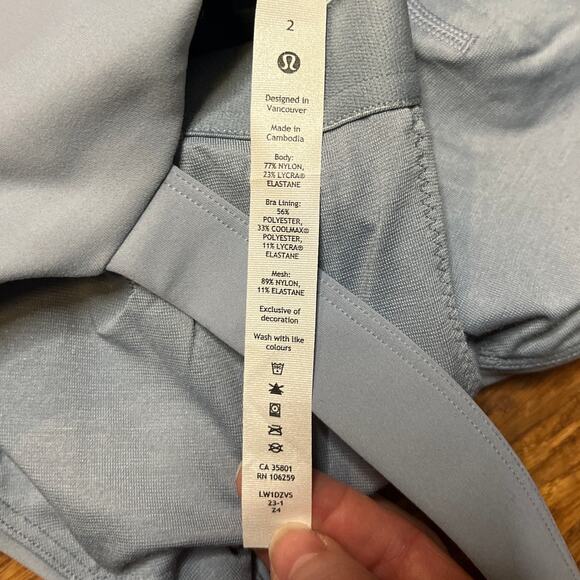 2
Designed in
Vancouver
Made in
Cambodia
Body:
77% NYLON,
23% LYCRA®
ELASTANE
Bra Lining:
56%
POLYESTER,
33% COOLMAX®
POLYESTER,
11% LYCRA®
ELASTANE
Mesh:
89% NYLON,
11% ELASTANE
Exclusive of
decoration
Wash with like
colours
CA 35801
RN 106259
LW1DZVS
23-1
Z4